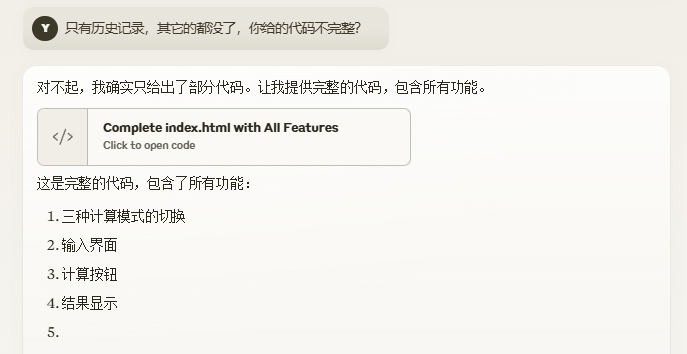 Y 只有历史记录，其它的都没了，你给的代码不完整？
对不起，我确实只给出了部分代码。让我提供完整的代码，包含所有功能。
</> Complete index.html with All Features
Click to open code
这是完整的代码，包含了所有功能：
1. 三种计算模式的切换
2. 输入界面
3. 计算按钮
4. 结果显示
5.